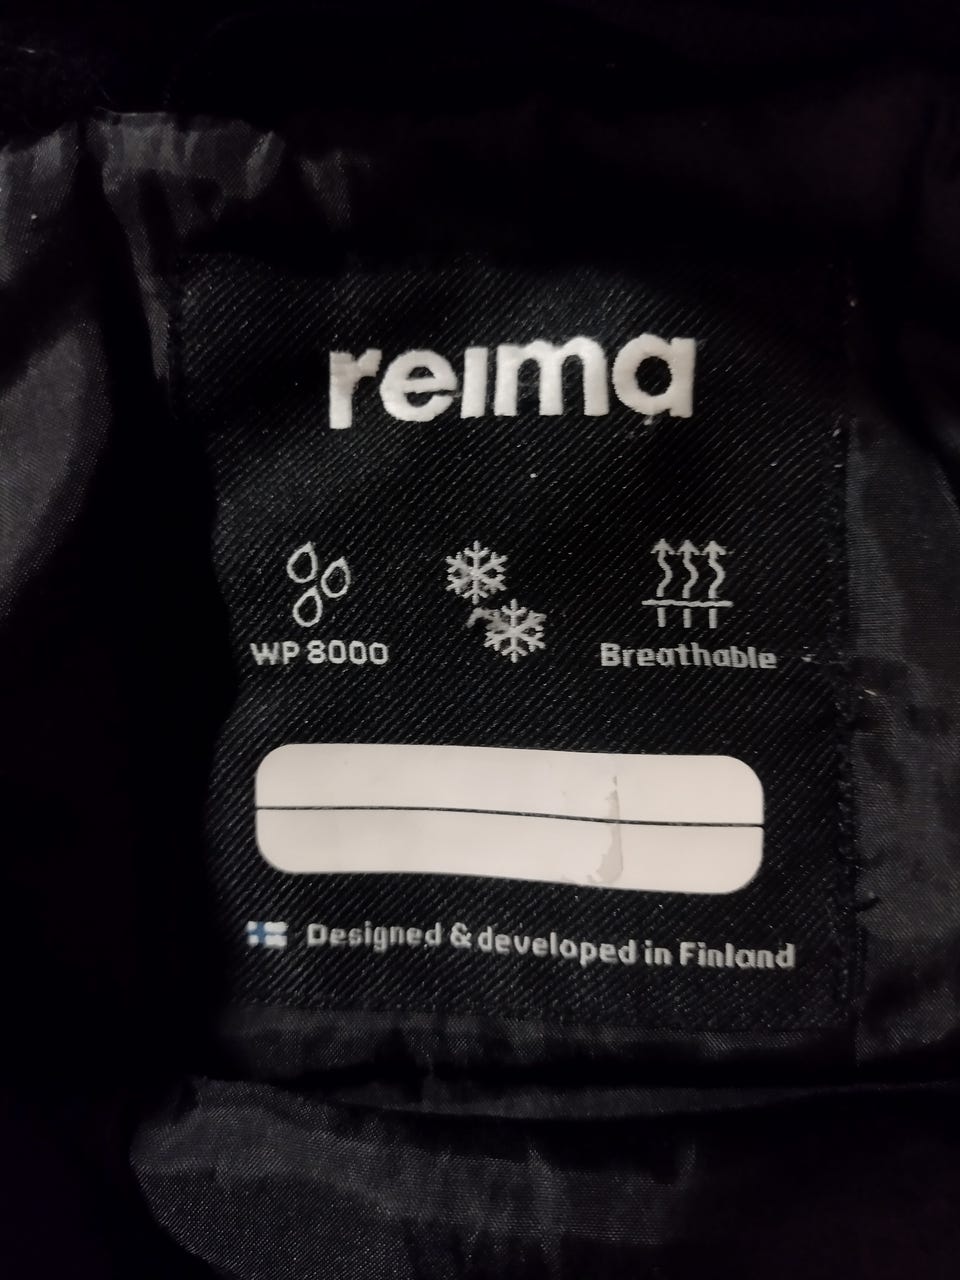 reima
WP 8000
Breathable
Designed & developed in Finland